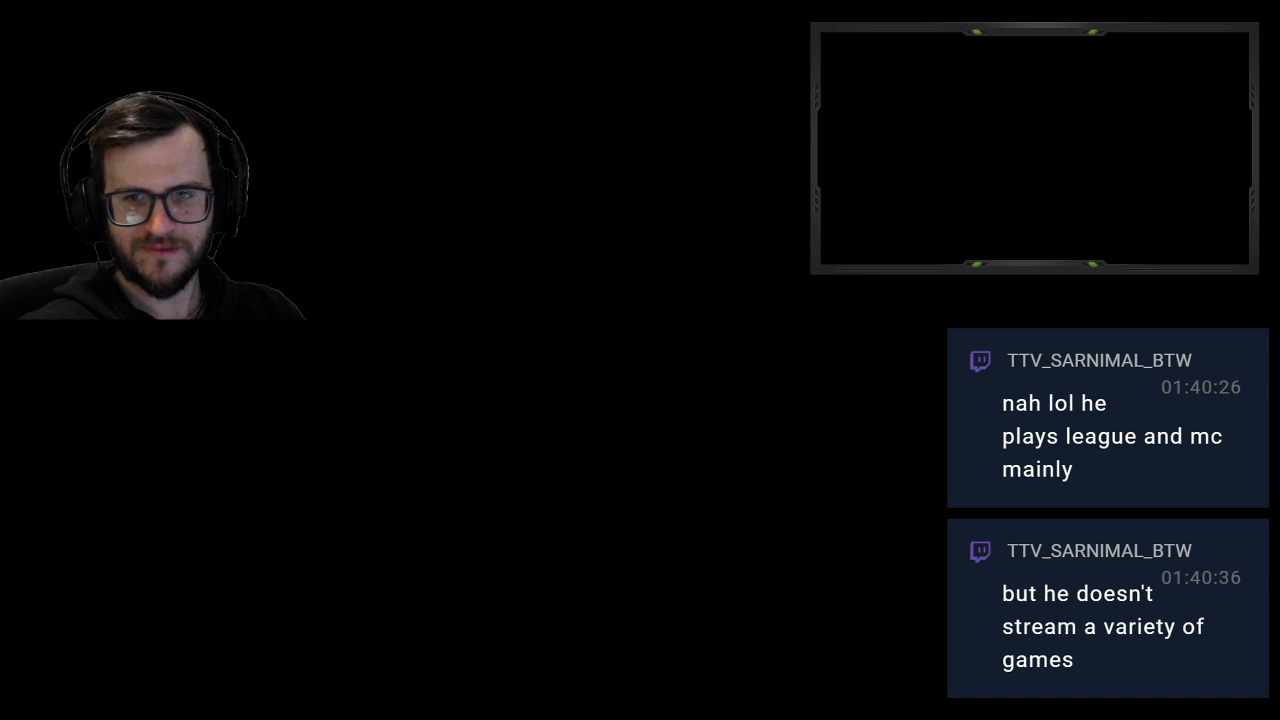 TTV_SARNIMAL_BTW
01:40:26
nah lol he
plays league and mc
mainly
TTV_SARNIMAL_BTW
01:40:36
but he doesn't
stream a variety of
games